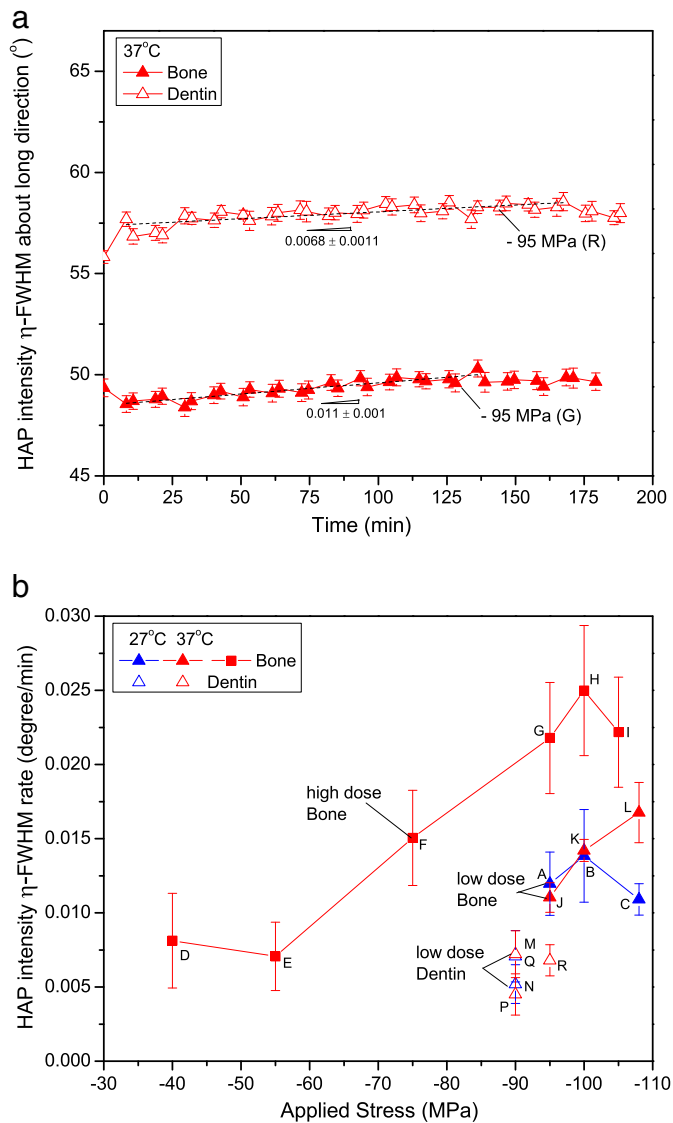 a
HAP intensity η-FWHM about long direction (°)
65
60
55
50
45
37°C
Bone
Dentin
0.0068 ± 0.0011
- 95 MPa (R)
0.011 ± 0.001
- 95 MPa (G)
0 25 50 75 100 125 150 175 200
Time (min)
b
HAP intensity η-FWHM rate (degree/min)
0.030
0.025
0.020
0.015
0.010
0.005
0.000
27°C 37°C
Bone
Dentin
H
G
I
high dose
Bone
F
L
K
A
B
low dose
Bone
J
C
D
E
low dose
Dentin
M
Q
R
N
P
-30 -40 -50 -60 -70 -80 -90 -100 -110
Applied Stress (MPa)